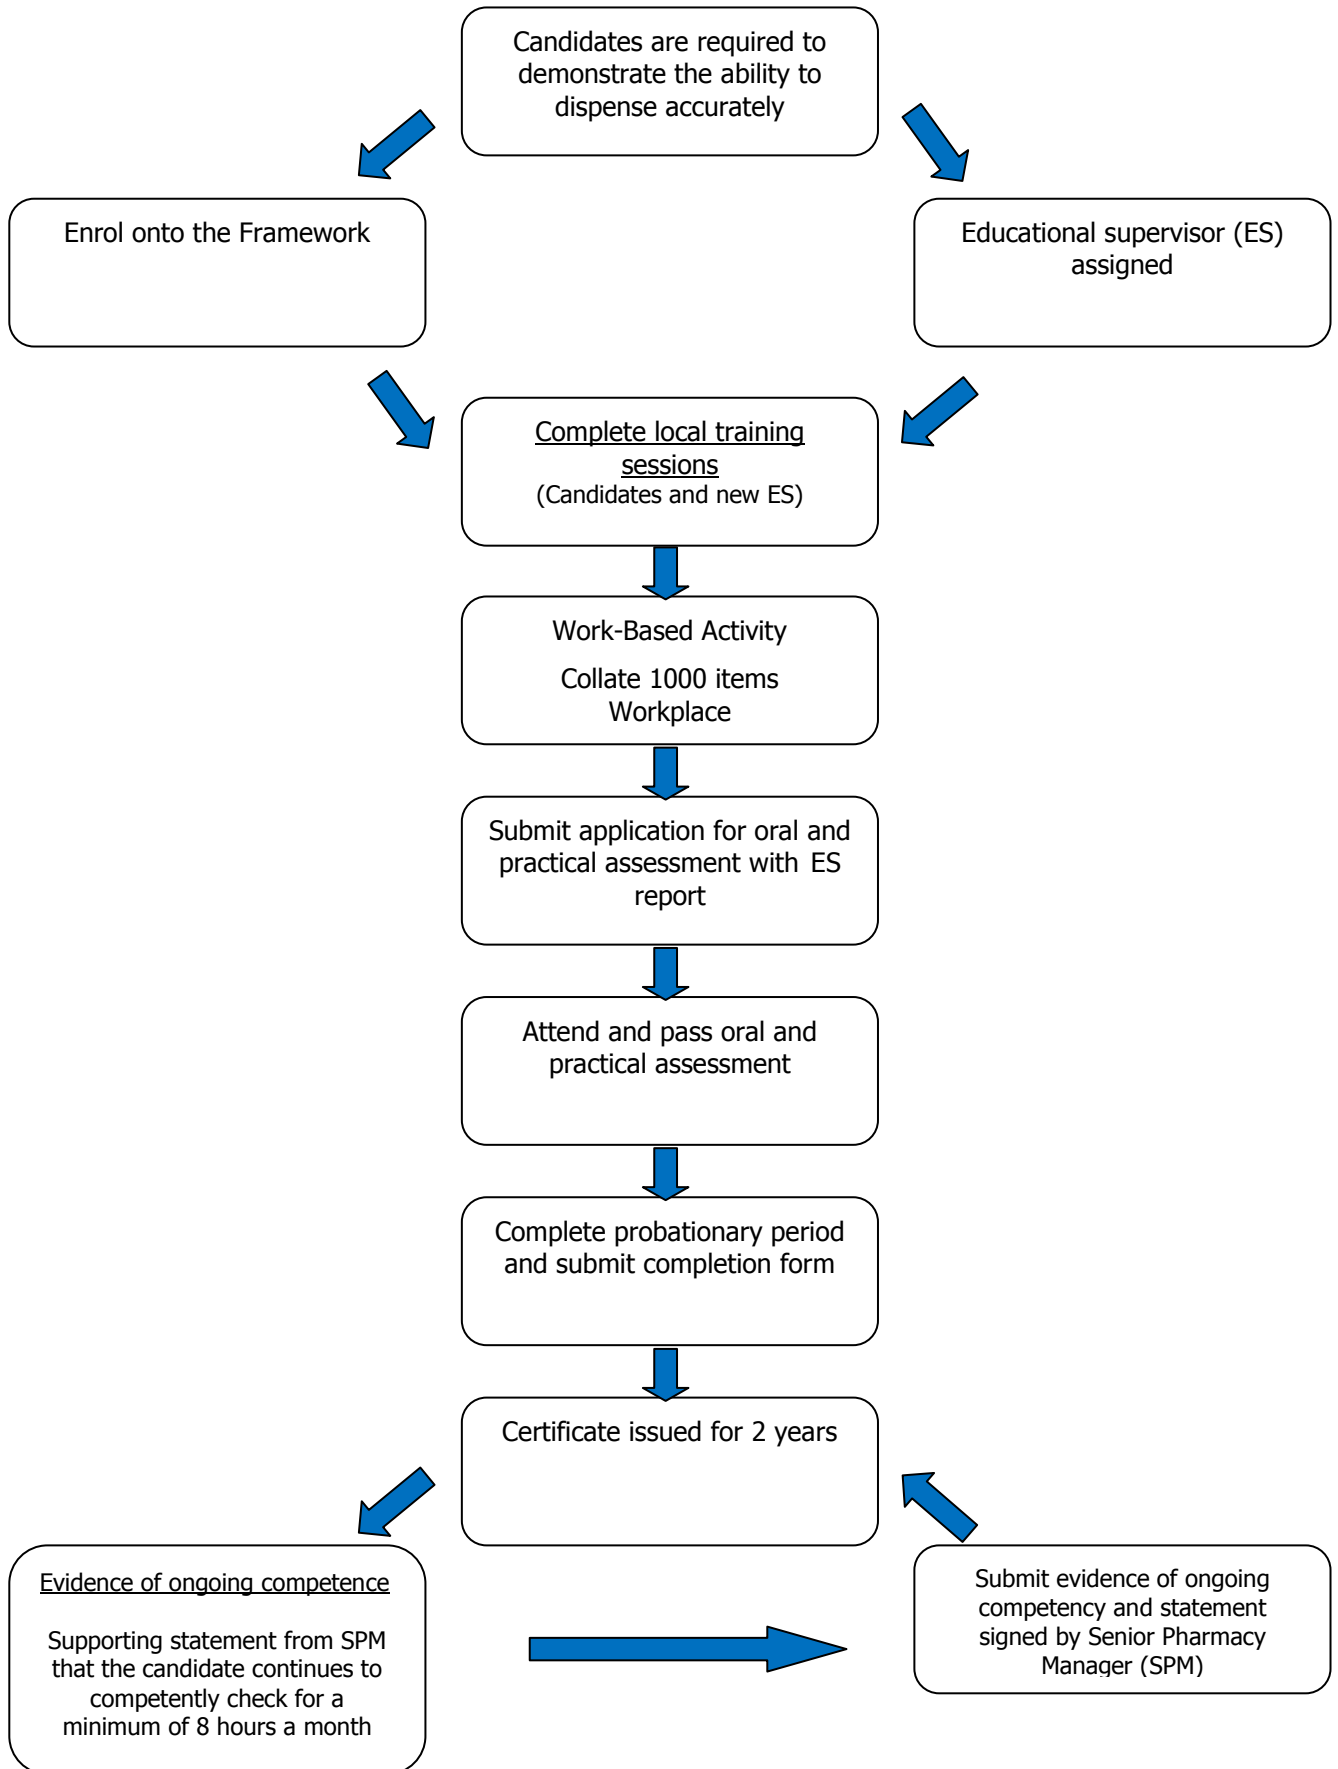 Candidates are required to
demonstrate the ability to
dispense accurately
Enrol onto the Framework
Educational supervisor (ES)
assigned
Complete local training
sessions
(Candidates and new ES)
Work-Based Activity
Collate 1000 items
Workplace
Submit application for oral and
practical assessment with ES
report
Attend and pass oral and
practical assessment
Complete probationary period
and submit completion form
Certificate issued for 2 years
Evidence of ongoing competence
Supporting statement from SPM
that the candidate continues to
competently check for a
minimum of 8 hours a month
Submit evidence of ongoing
competency and statement
signed by Senior Pharmacy
Manager (SPM)